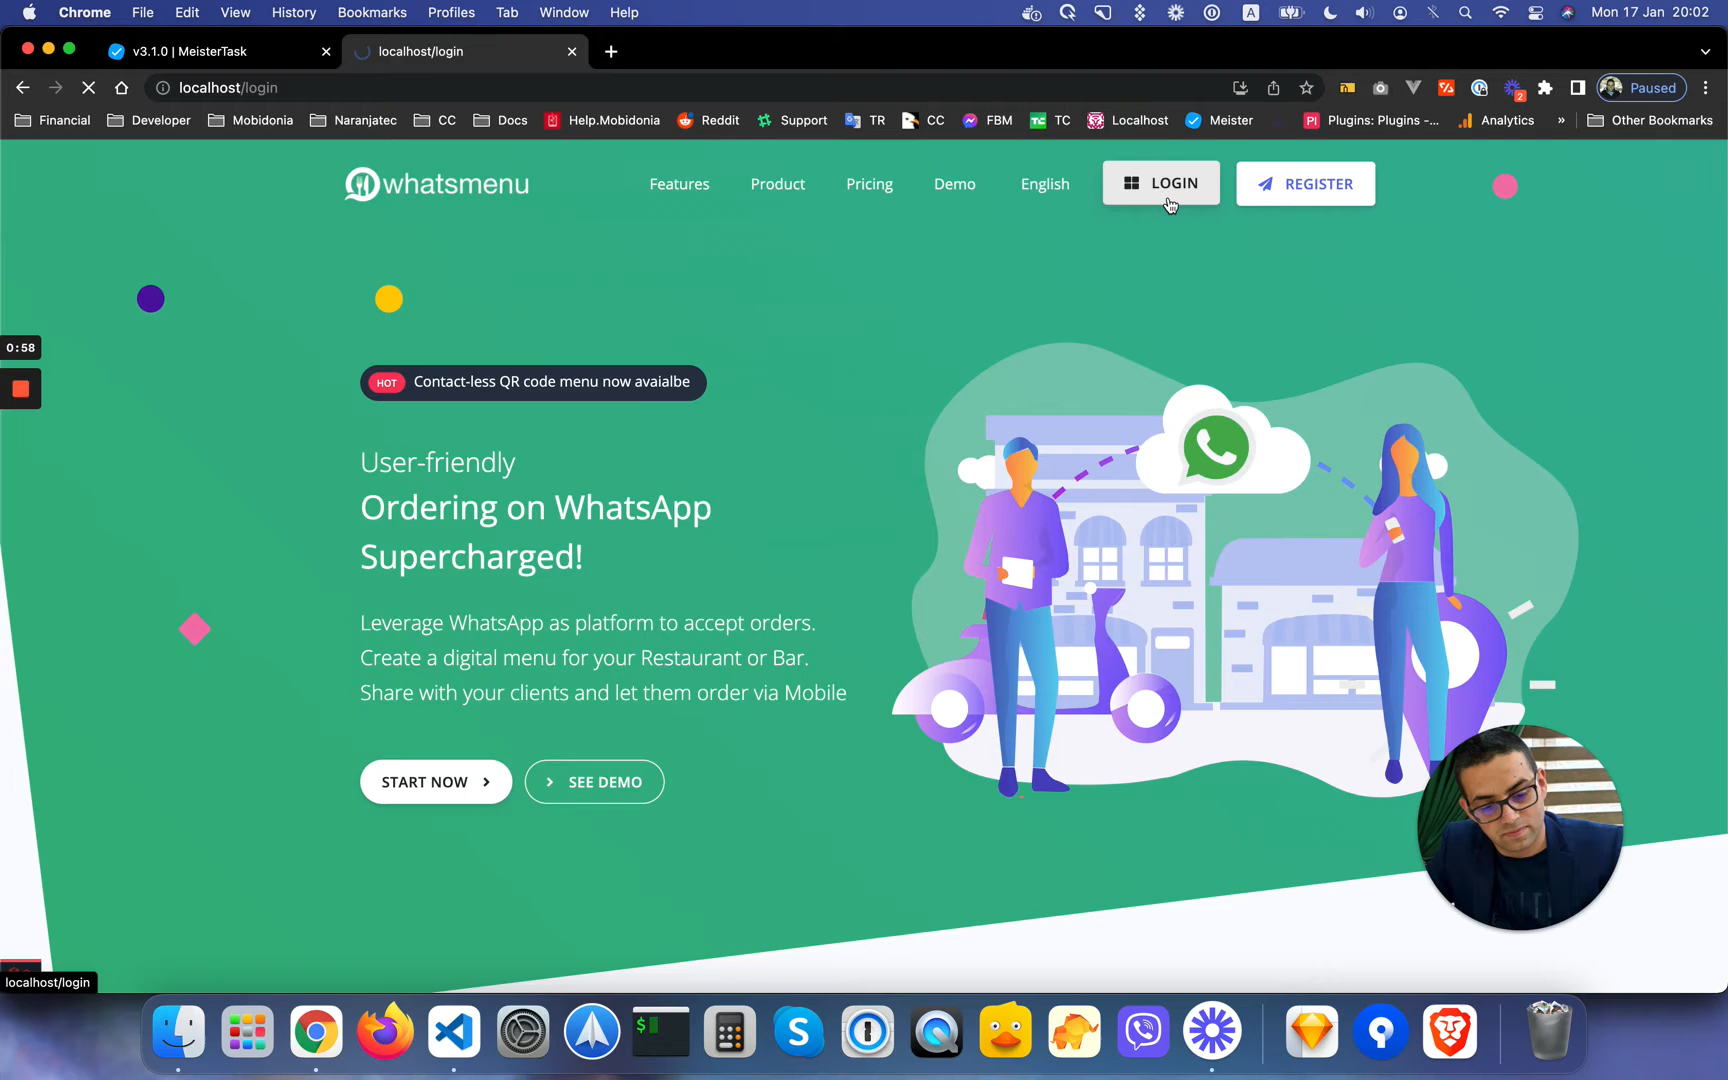 Chrome File Edit View History Bookmarks Profiles Tab Window Help
A
Mon 17 Jan 20:02
v3.1.0 | MeisterTask
localhost/login
localhost/login
2
Paused
Financial Developer Mobidonia Naranjatec CC Docs Help.Mobidonia Reddit Support TR CC FBM TC Localhost Meister Plugins: Plugins -... Analytics » Other Bookmarks
whatsmenu
Features Product Pricing Demo English LOGIN REGISTER
0:58
HOT Contact-less QR code menu now avaialbe
User-friendly
Ordering on WhatsApp
Supercharged!
Leverage WhatsApp as platform to accept orders.
Create a digital menu for your Restaurant or Bar.
Share with your clients and let them order via Mobile
START NOW SEE DEMO
localhost/login